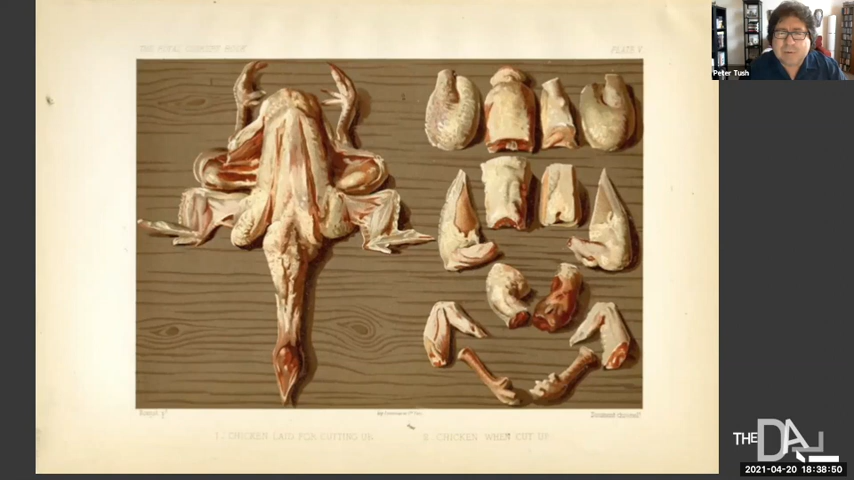 THE ROYAL COOKERY BOOK
PLATE V
Peter Tush
1. CHICKEN LAID FOR CUTTING UP.
2. CHICKEN WHEN CUT UP
THE DALI
2021-04-20 18:38:50